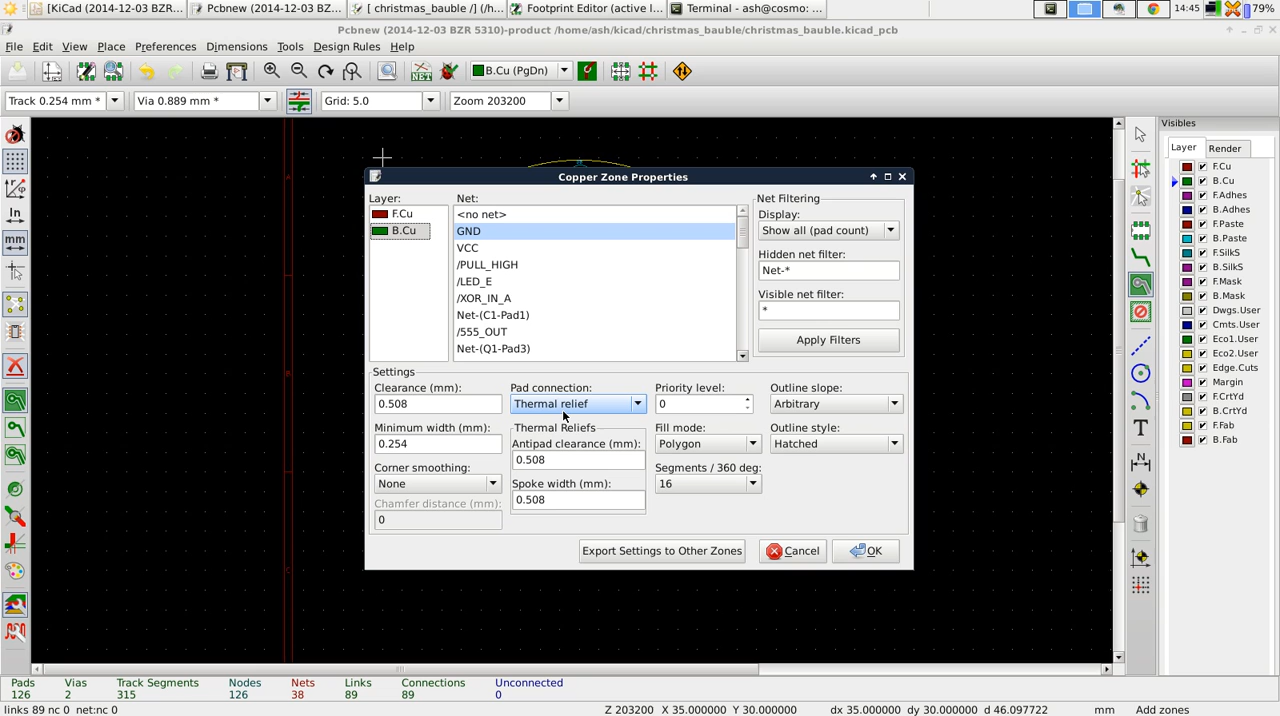 [KiCad (2014-12-03 BZR... Pcbnew (2014-12-03 BZ... [ christmas_bauble /] (/h... Footprint Editor (active l... Terminal - ash@cosmo: ... 14:45 79%
Pcbnew (2014-12-03 BZR 5310)-product /home/ash/kicad/christmas_bauble/christmas_bauble.kicad_pcb
File Edit View Place Preferences Dimensions Tools Design Rules Help
NET B.Cu (PgDn)
Track 0.254 mm * Via 0.889 mm * Grid: 5.0 Zoom 203200
Visibles
Layer Render
F.Cu
B.Cu
F.Adhes
B.Adhes
F.Paste
B.Paste
F.SilkS
B.SilkS
F.Mask
B.Mask
Dwgs.User
Cmts.User
Eco1.User
Eco2.User
Edge.Cuts
Margin
F.CrtYd
B.CrtYd
F.Fab
B.Fab
In
mm
T
N
Copper Zone Properties
Layer:
F.Cu
B.Cu
Net:
<no net>
GND
VCC
/PULL_HIGH
/LED_E
/XOR_IN_A
Net-(C1-Pad1)
/555_OUT
Net-(Q1-Pad3)
Net Filtering
Display:
Show all (pad count)
Hidden net filter:
Net-*
Visible net filter:
*
Apply Filters
Settings
Clearance (mm):
0.508
Minimum width (mm):
0.254
Corner smoothing:
None
Chamfer distance (mm):
0
Pad connection:
Thermal relief
Thermal Reliefs
Antipad clearance (mm):
0.508
Spoke width (mm):
0.508
Priority level:
0
Fill mode:
Polygon
Segments / 360 deg:
16
Outline slope:
Arbitrary
Outline style:
Hatched
Export Settings to Other Zones Cancel OK
Pads Vias Track Segments Nodes Nets Links Connections Unconnected
126 2 315 126 38 89 89 0
links 89 nc 0 net:nc 0 Z 203200 X 35.000000 Y 30.000000 dx 35.000000 dy 30.000000 d 46.097722 mm Add zones